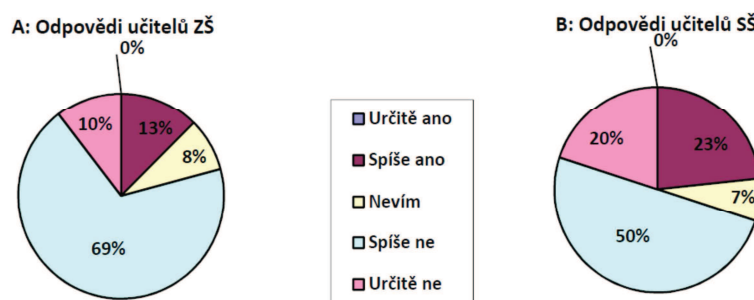 A: Odpovědi učitelů ZŠ
0%
13%
8%
69%
10%
Určitě ano
Spíše ano
Nevím
Spíše ne
Určitě ne
B: Odpovědi učitelů SŠ
0%
23%
7%
50%
20%